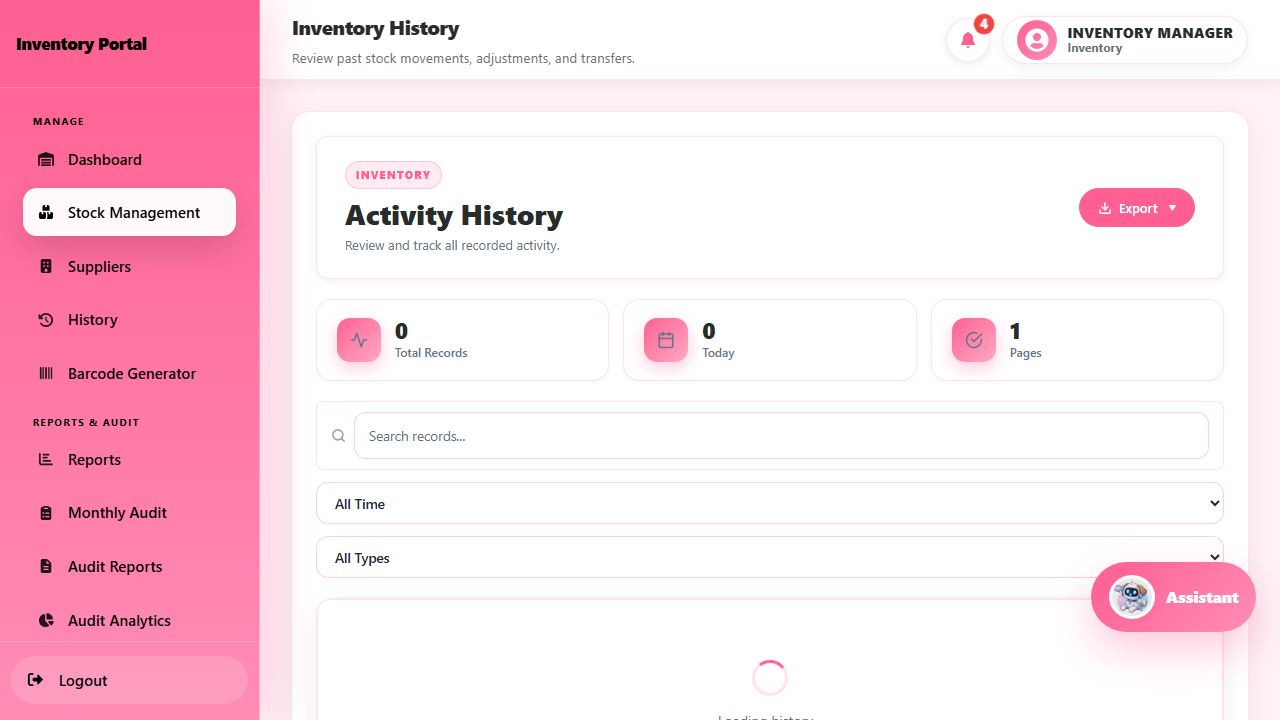 Inventory Portal
MANAGE
Dashboard
Stock Management
Suppliers
History
Barcode Generator
REPORTS & AUDIT
Reports
Monthly Audit
Audit Reports
Audit Analytics
Logout
Inventory History
Review past stock movements, adjustments, and transfers.
4
INVENTORY MANAGER
Inventory
INVENTORY
Activity History
Review and track all recorded activity.
Export ▼
0
Total Records
0
Today
1
Pages
Search records...
All Time
All Types
Assistant
Loading history